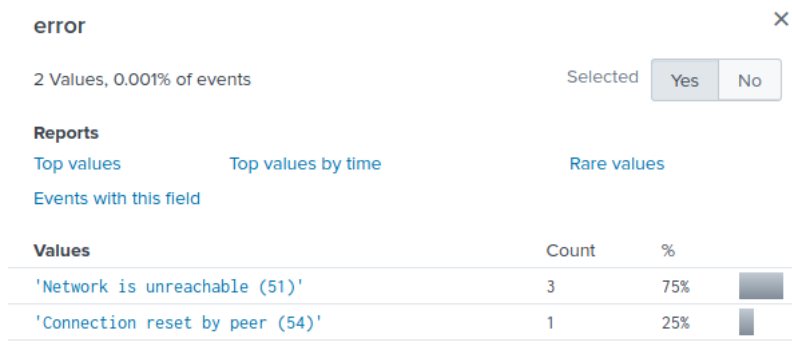 error
2 Values, 0.001% of events Selected Yes No
Reports
Top values Top values by time Rare values
Events with this field
Values Count %
'Network is unreachable (51)' 3 75%
'Connection reset by peer (54)' 1 25%